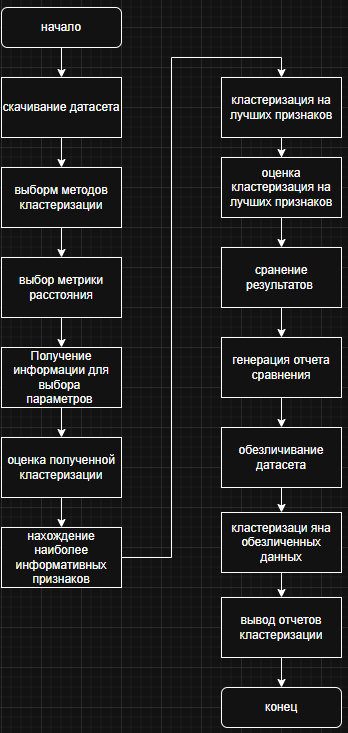 начало
скачивание датасета
выборм методов
кластеризации
выбор метрики
расстояния
Получение
информации для
выбора
параметров
оценка полученной
кластеризации
нахождение
наиболее
информативных
признаков
кластеризация на
лучших признаков
оценка
кластеризация на
лучших признаков
сранение
результатов
генерация отчета
сравнения
обезличивание
датасета
кластеризаци яна
обезличенных
данных
вывод отчетов
кластеризации
конец